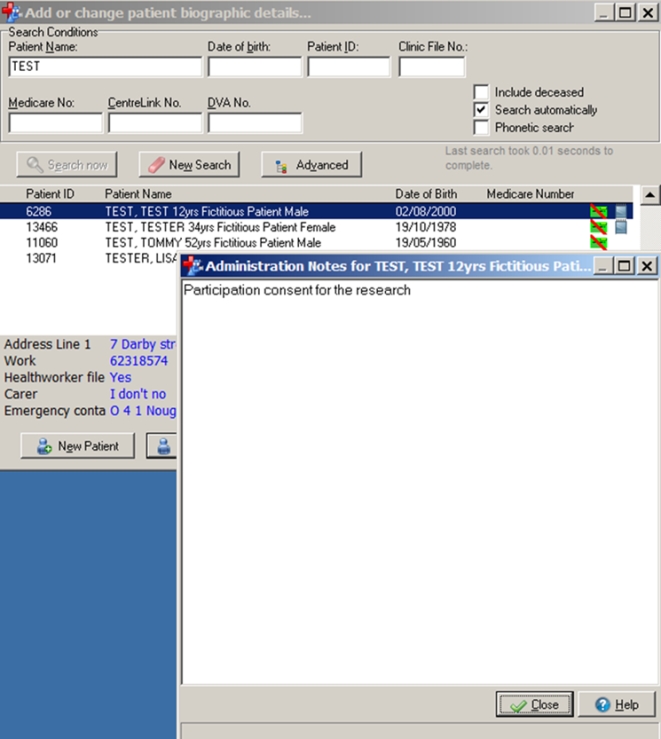 Add or change patient biographic details...
Search Conditions
Patient Name: Date of birth: Patient ID: Clinic File No.:
TEST
Medicare No: CentreLink No. DVA No.
Include deceased
Search automatically
Phonetic search
Search now New Search Advanced
Last search took 0.01 seconds to
complete.
Patient ID Patient Name Date of Birth Medicare Number
6286 TEST, TEST 12yrs Fictitious Patient Male 02/08/2000
13466 TEST, TESTER 34yrs Fictitious Patient Female 19/10/1978
11060 TEST, TOMMY 52yrs Fictitious Patient Male 19/05/1960
13071 TESTER, LISA
Administration Notes for TEST, TEST 12yrs Fictitious Pati...
Participation consent for the research
Address Line 1 7 Darby str
Work 62318574
Healthworker file Yes
Carer I don't no
Emergency conta O 4 1 Noug
New Patient
Close Help